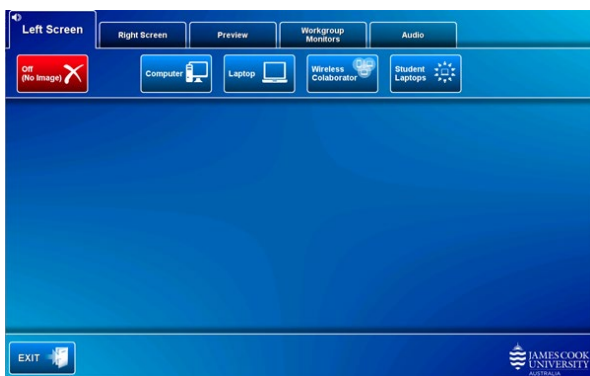 Left Screen
Right Screen
Preview
Workgroup
Monitors
Audio
Off
(No Image)
Computer
Laptop
Wireless
Colaborator
Student
Laptops
EXIT
JAMES COOK
UNIVERSITY
AUSTRALIA